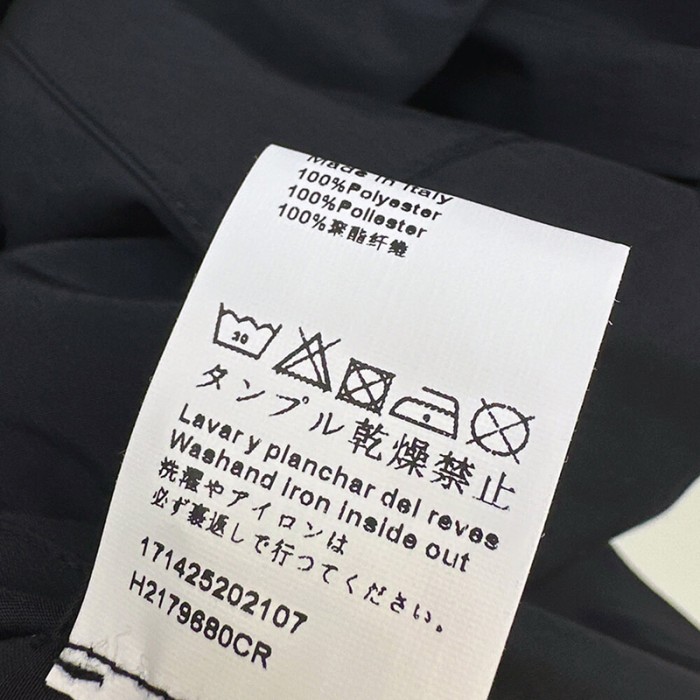 Made in Italy
100%Polyester
100%Poliester
100%聚酯纤维
30
タンプル乾燥禁止
Lavar y planchar del reves
Washand iron inside out
洗濯やアイロンは
必ず裏返しで行ってください。
171425202107
H2179680CR